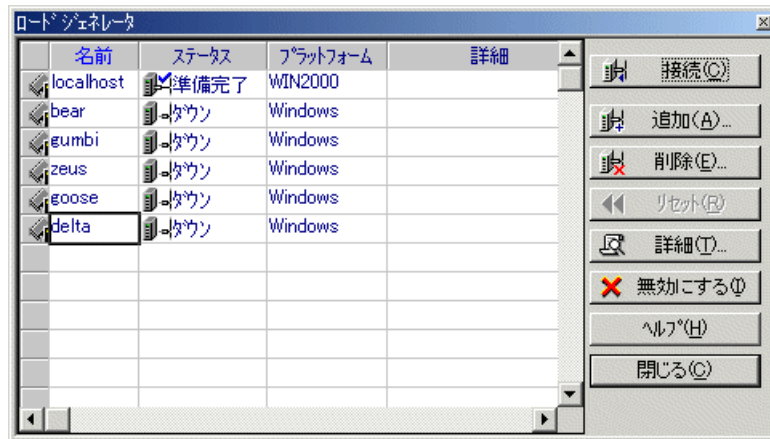 ロードジェネレータ
名前 ステータス プラットフォーム 詳細
localhost 準備完了 WIN2000
bear ダウン Windows
gumbi ダウン Windows
zeus ダウン Windows
goose ダウン Windows
delta ダウン Windows
接続(C)
追加(A)...
削除(E)...
リセット(R)
詳細(T)...
無効にする(I)
ヘルプ(H)
閉じる(C)